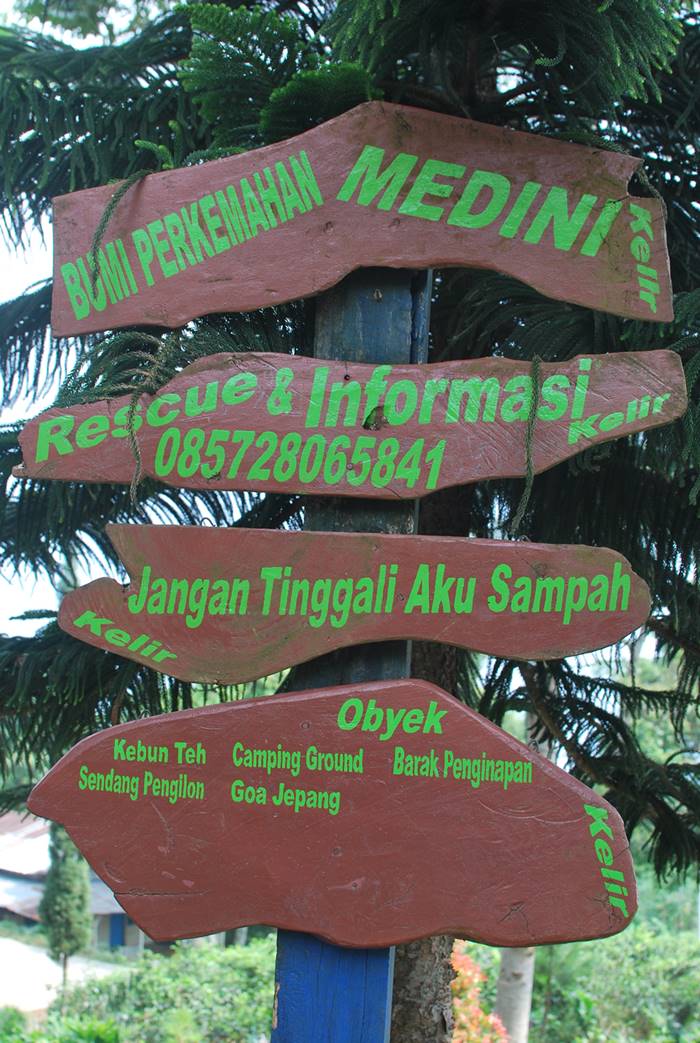 BUMI PERKEMAHAN MEDINI
Kelir
Rescue & Informasi
085728065841
Kelir
Jangan Tinggali Aku Sampah
Kelir
Obyek
Kebun Teh Camping Ground Barak Penginapan
Sendang Pengilon Goa Jepang
Kelir